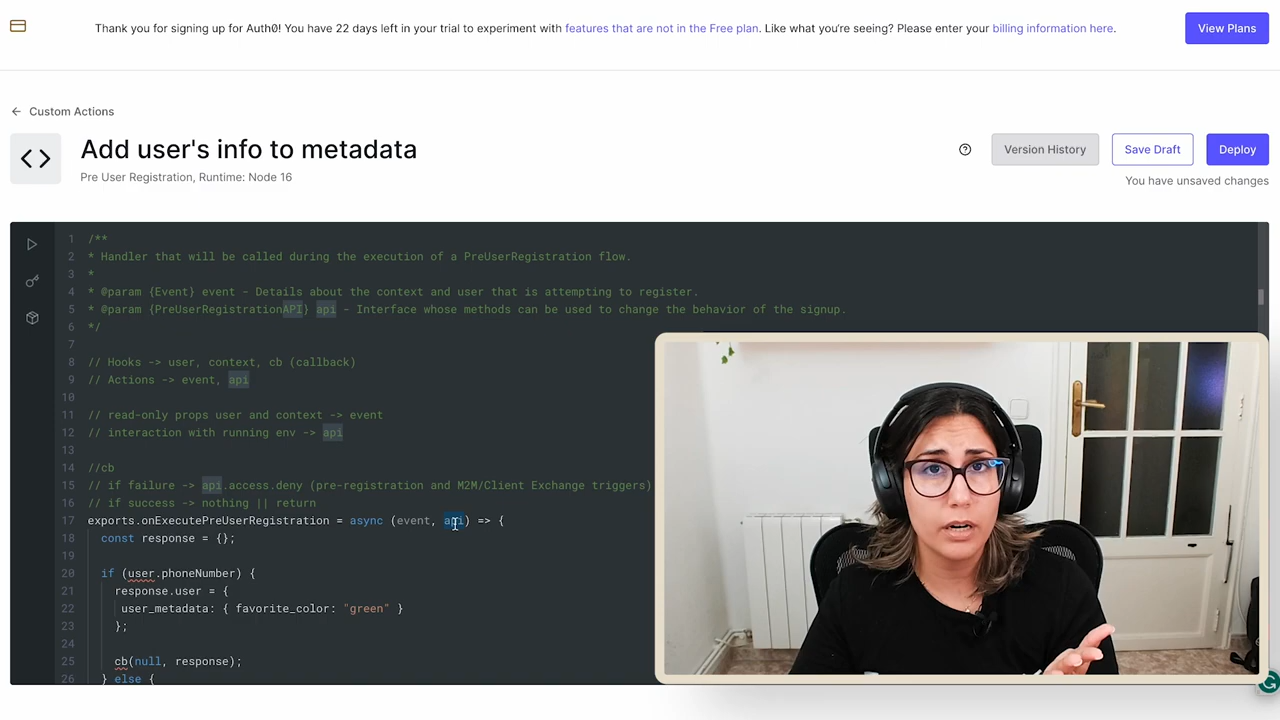 Thank you for signing up for Auth0! You have 22 days left in your trial to experiment with features that are not in the Free plan. Like what you're seeing? Please enter your billing information here.
View Plans
← Custom Actions
Add user's info to metadata
Pre User Registration, Runtime: Node 16
Version History
Save Draft
Deploy
You have unsaved changes
1 /**
2 * Handler that will be called during the execution of a PreUserRegistration flow.
3 *
4 * @param {Event} event - Details about the context and user that is attempting to register.
5 * @param {PreUserRegistrationAPI} api - Interface whose methods can be used to change the behavior of the signup.
6 */
7
8 // Hooks -> user, context, cb (callback)
9 // Actions -> event, api
10
11 // read-only props user and context -> event
12 // interaction with running env -> api
13
14 //cb
15 // if failure -> api.access.deny (pre-registration and M2M/Client Exchange triggers)
16 // if success -> nothing || return
17 exports.onExecutePreUserRegistration = async (event, api) => {
18 const response = {};
19
20 if (user.phoneNumber) {
21 response.user = {
22 user_metadata: { favorite_color: "green" }
23 };
24
25 cb(null, response);
26 } else {